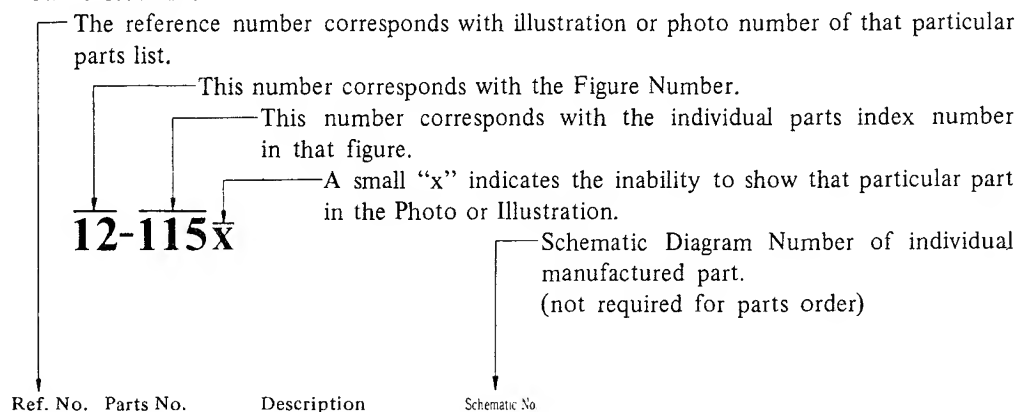 The reference number corresponds with illustration or photo number of that particular
parts list.
This number corresponds with the Figure Number.
This number corresponds with the individual parts index number
in that figure.
A small “x” indicates the inability to show that particular part
in the Photo or Illustration.
12-115x
Schematic Diagram Number of individual
manufactured part.
(not required for parts order)
Ref. No. Parts No. Description Schematic No